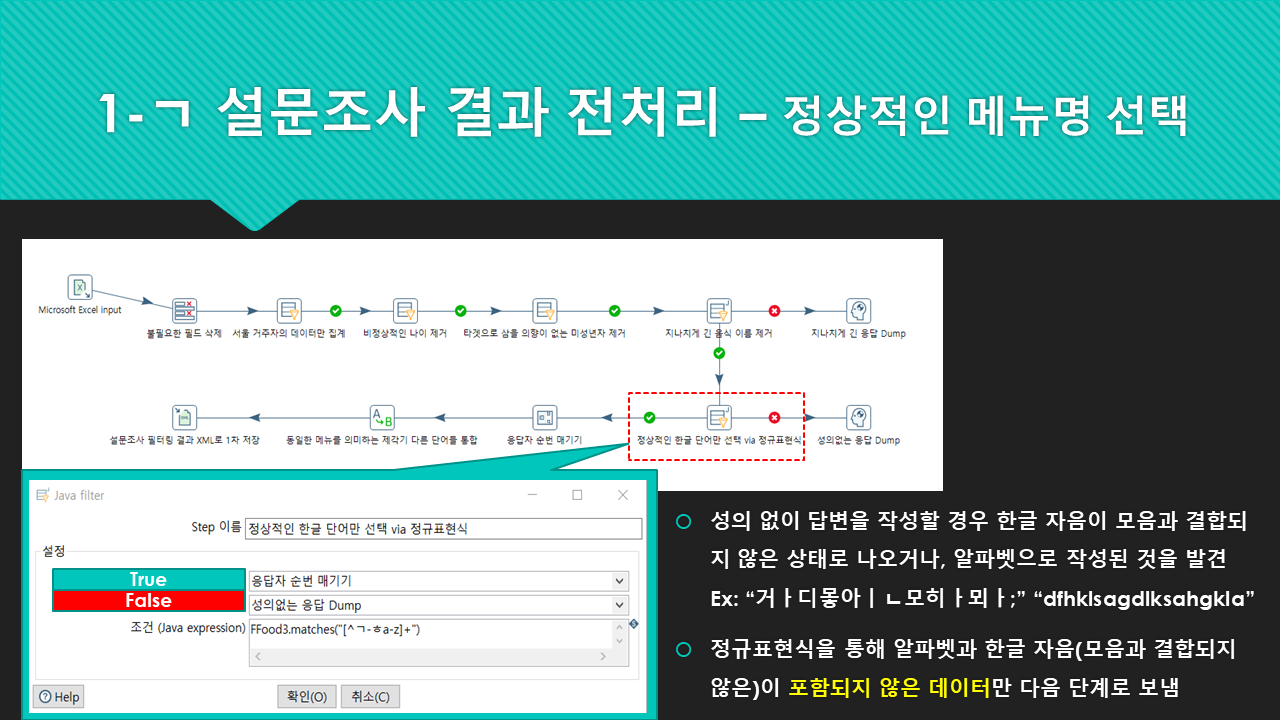 1-ㄱ 설문조사 결과 전처리 – 정상적인 메뉴명 선택
Microsoft Excel Input
불필요한 필드 삭제
서울 거주자의 데이터만 집계
비정상적인 나이 제거
타겟으로 삼을 의향이 없는 미성년자 제거
지나치게 긴 음식 이름 제거
지나치게 긴 응답 Dump
설문조사 필터링 결과 XML로 1차 저장
동일한 메뉴를 의미하는 제각기 다른 단어를 통합
응답자 순번 매기기
정상적인 한글 단어만 선택 via 정규표현식
성의없는 응답 Dump
Java filter
Step 이름 정상적인 한글 단어만 선택 via 정규표현식
설정
True 응답자 순번 매기기
False 성의없는 응답 Dump
조건 (Java expression) FFood3.matches("[^ㄱ-ㅎa-z]+")
Help 확인(O) 취소(C)
성의 없이 답변을 작성할 경우 한글 자음이 모음과 결합되
지 않은 상태로 나오거나, 알파벳으로 작성된 것을 발견
Ex: “거ㅏ디몋아ㅣㄴ모히ㅏ뫼ㅏ;” “dfhklsagdlksahgkla”
정규표현식을 통해 알파벳과 한글 자음(모음과 결합되지
않은)이 포함되지 않은 데이터만 다음 단계로 보냄